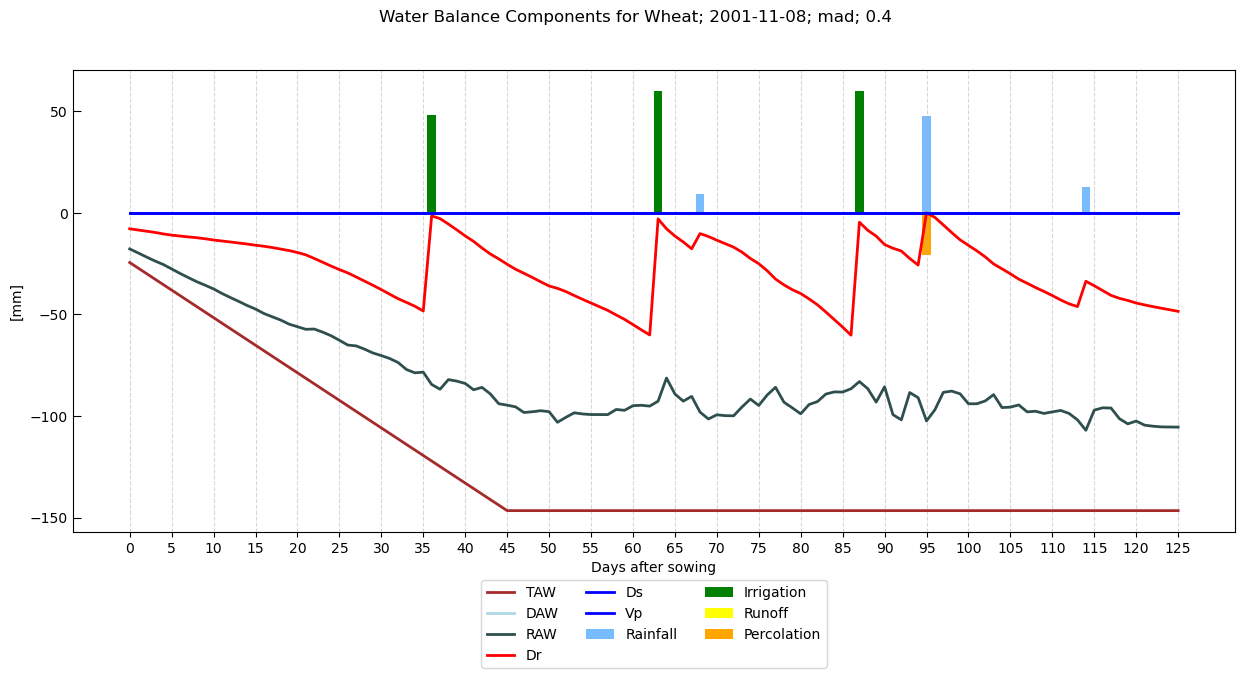 Water Balance Components for Wheat; 2001-11-08; mad; 0.4
50
0
−50
−100
−150
[mm]
0 5 10 15 20 25 30 35 40 45 50 55 60 65 70 75 80 85 90 95 100 105 110 115 120 125
Days after sowing
TAW Ds Irrigation
DAW Vp Runoff
RAW Rainfall Percolation
Dr